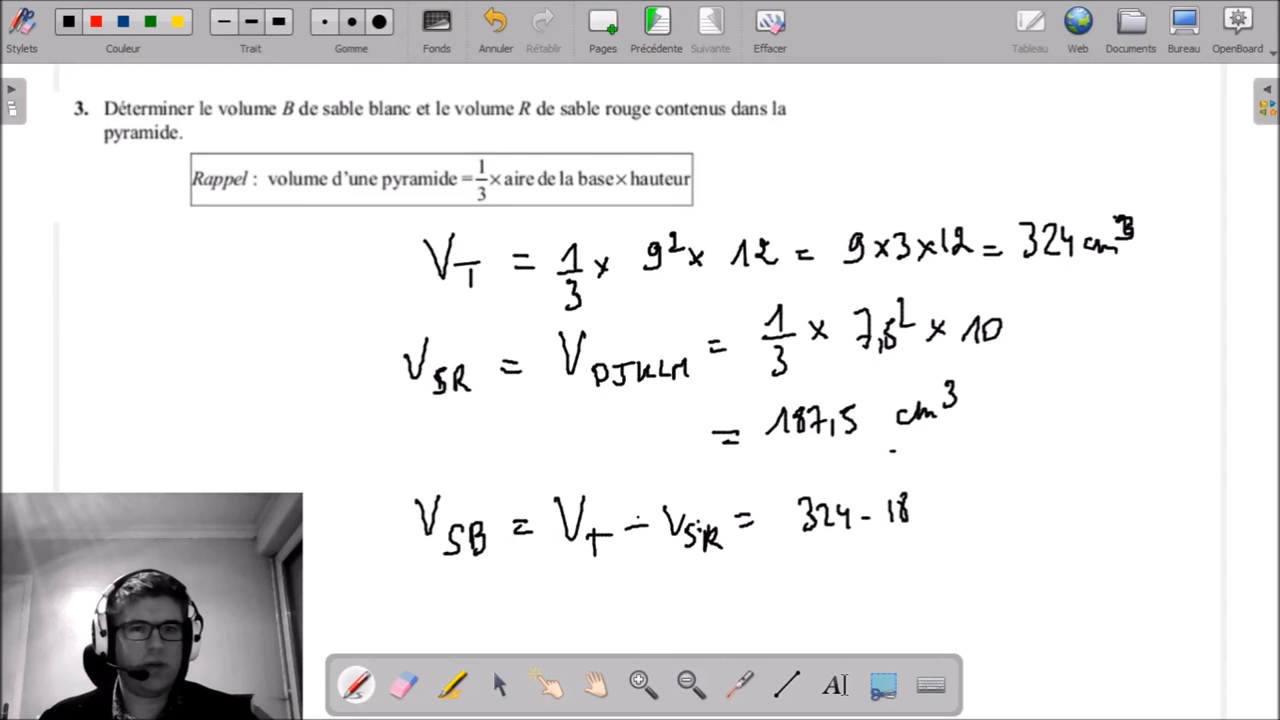 Stylets Couleur Trait Gomme Fonds Annuler Rétablir Pages Précédente Suivante Effacer Tableau Web Documents Bureau OpenBoard
3. Déterminer le volume B de sable blanc et le volume R de sable rouge contenus dans la
pyramide.
Rappel : volume d'une pyramide = 1/3 × aire de la base × hauteur
V_T = 1/3 × 9² × 12 = 9×3×12 = 324 cm³
V_SR = V_DJKLM = 1/3 × 7,5² × 10
= 187,5 cm³
V_SB = V_T - V_SR = 324 - 18
AI